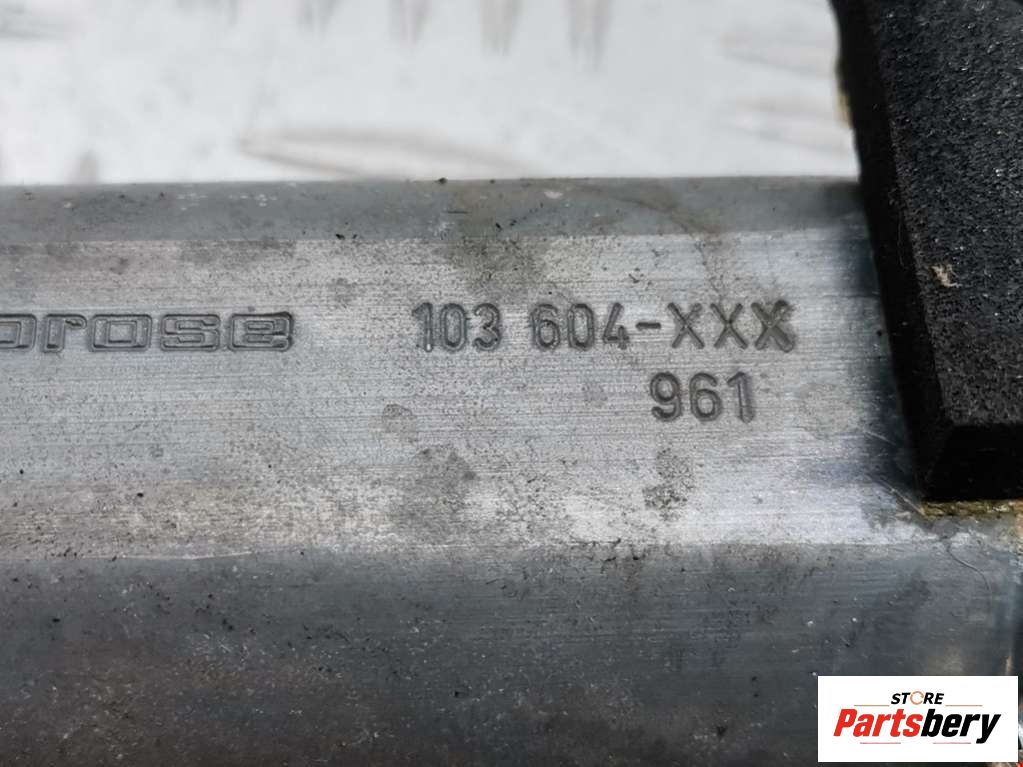 orose 103 604-XXX
961
STORE
Partsbery